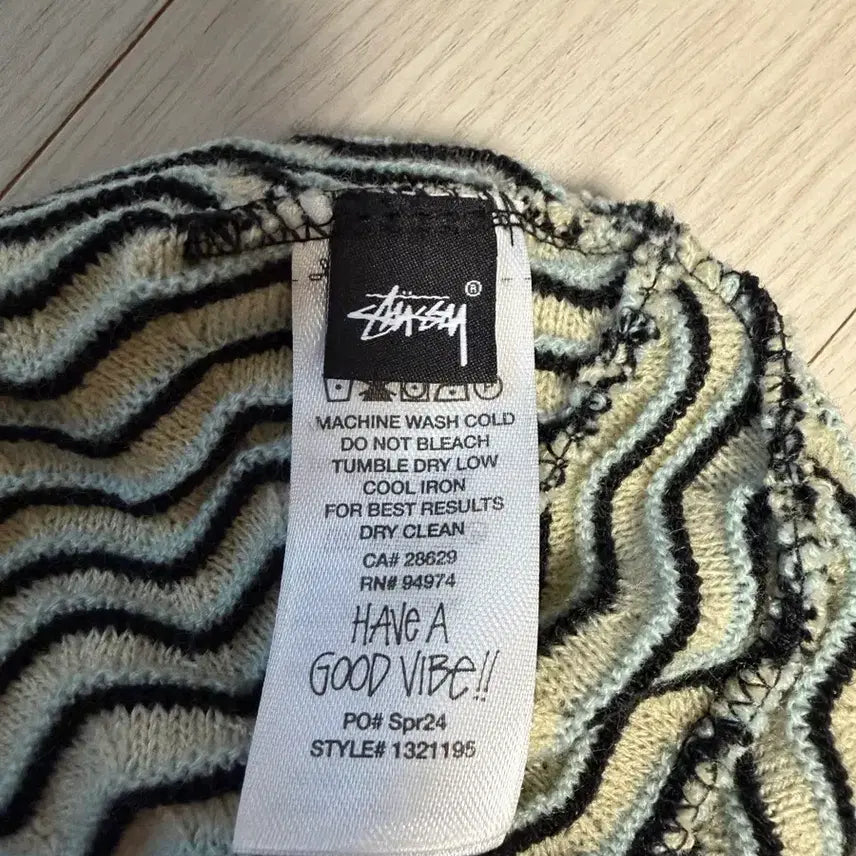 Stüssy ®
MACHINE WASH COLD
DO NOT BLEACH
TUMBLE DRY LOW
COOL IRON
FOR BEST RESULTS
DRY CLEAN
CA# 28629
RN# 94974
HAVE A
GOOD VIBE!!
PO# Spr24
STYLE# 1321195